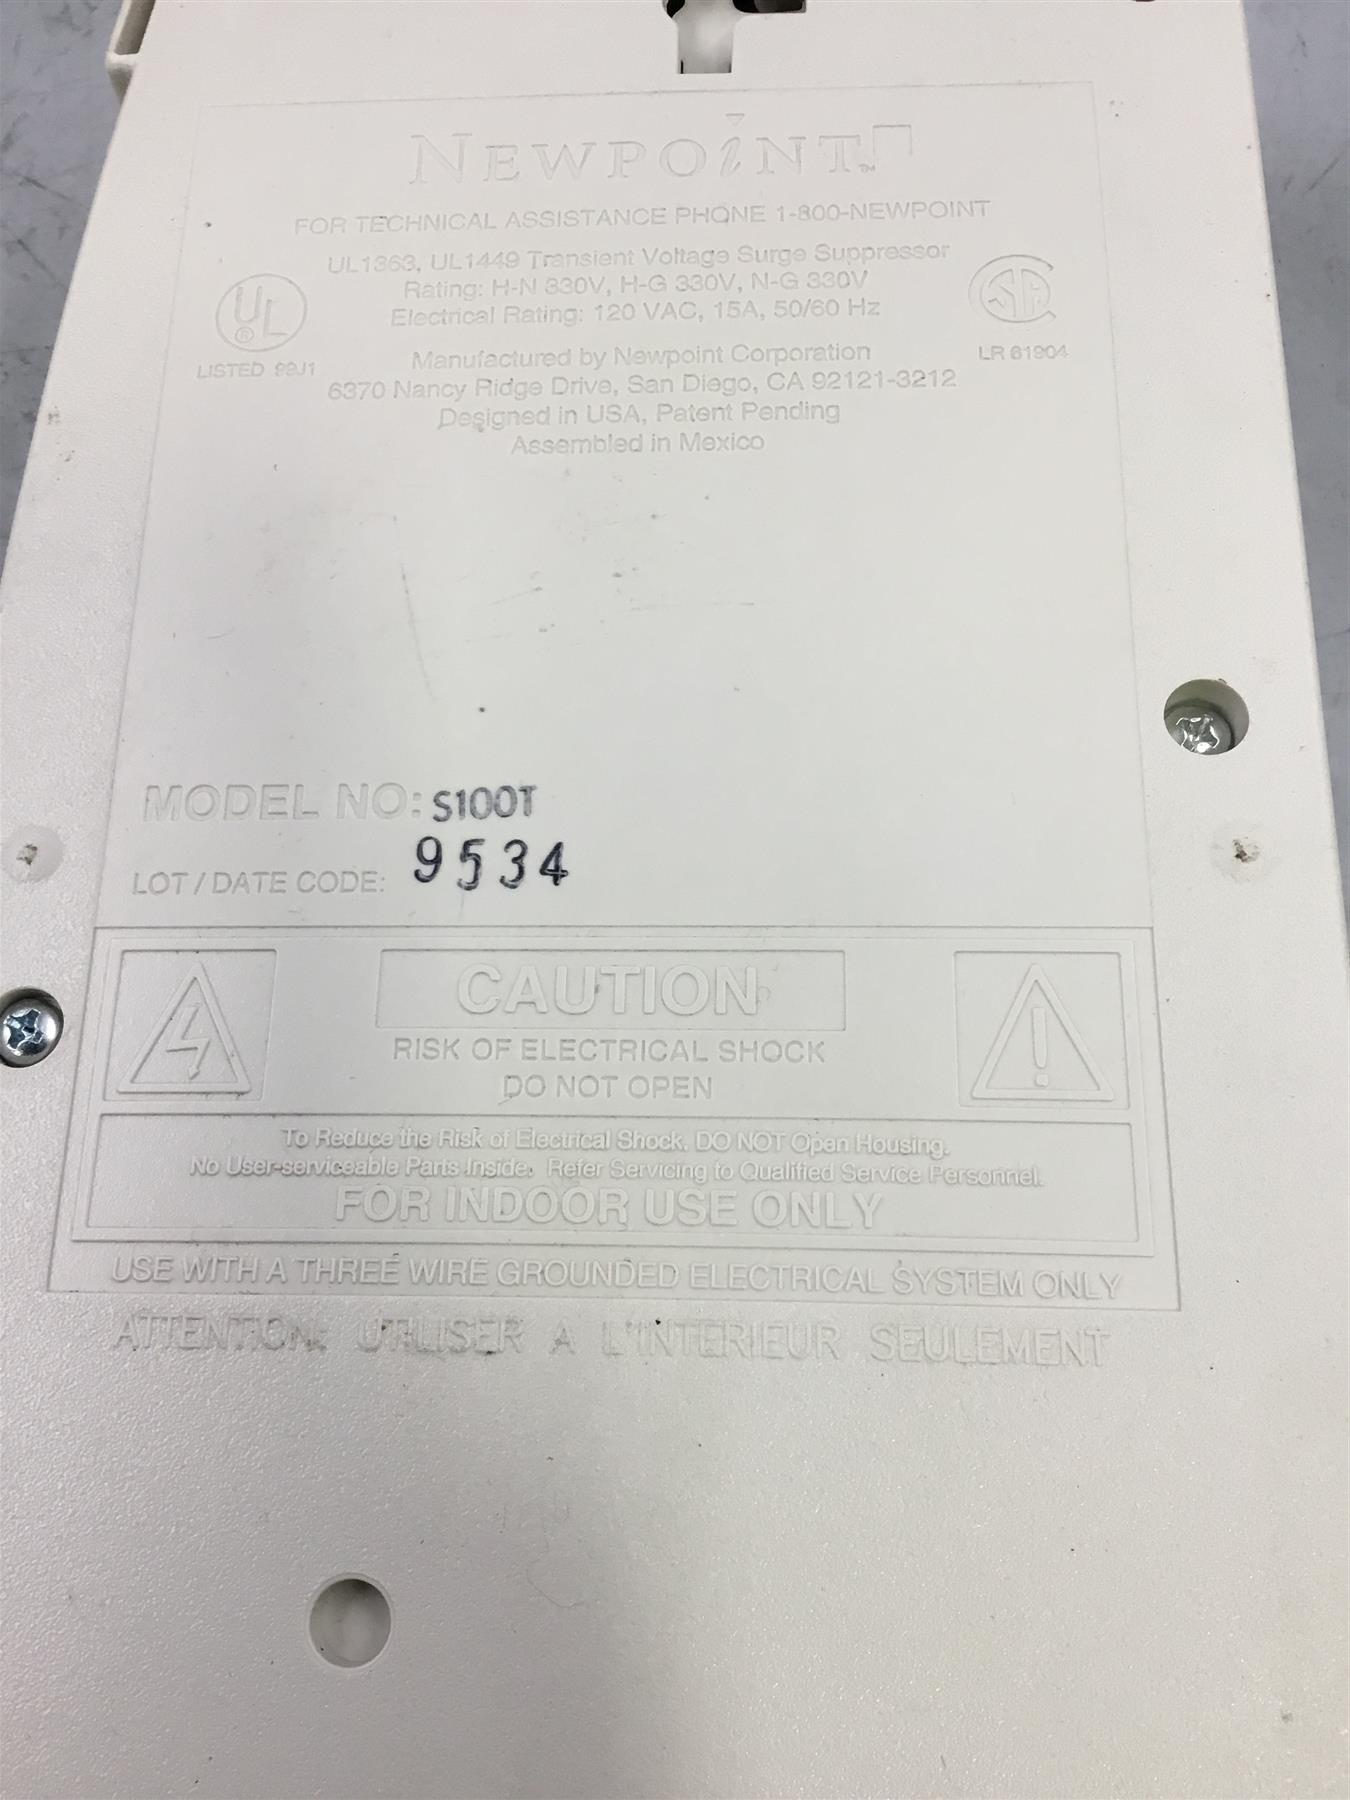 NEWPOINT™
FOR TECHNICAL ASSISTANCE PHONE 1-800-NEWPOINT
UL1363, UL1449 Transient Voltage Surge Suppressor
Rating: H-N 330V, H-G 330V, N-G 330V
Electrical Rating: 120 VAC, 15A, 50/60 Hz
UL ®
LISTED 99J1
SA
LR 61904
Manufactured by Newpoint Corporation
6370 Nancy Ridge Drive, San Diego, CA 92121-3212
Designed in USA, Patent Pending
Assembled in Mexico
MODEL NO: S100T
LOT / DATE CODE: 9534
CAUTION
RISK OF ELECTRICAL SHOCK
DO NOT OPEN
To Reduce the Risk of Electrical Shock, DO NOT Open Housing.
No User-serviceable Parts Inside. Refer Servicing to Qualified Service Personnel.
FOR INDOOR USE ONLY
USE WITH A THREE WIRE GROUNDED ELECTRICAL SYSTEM ONLY
ATTENTION: UTILISER A L'INTERIEUR SEULEMENT